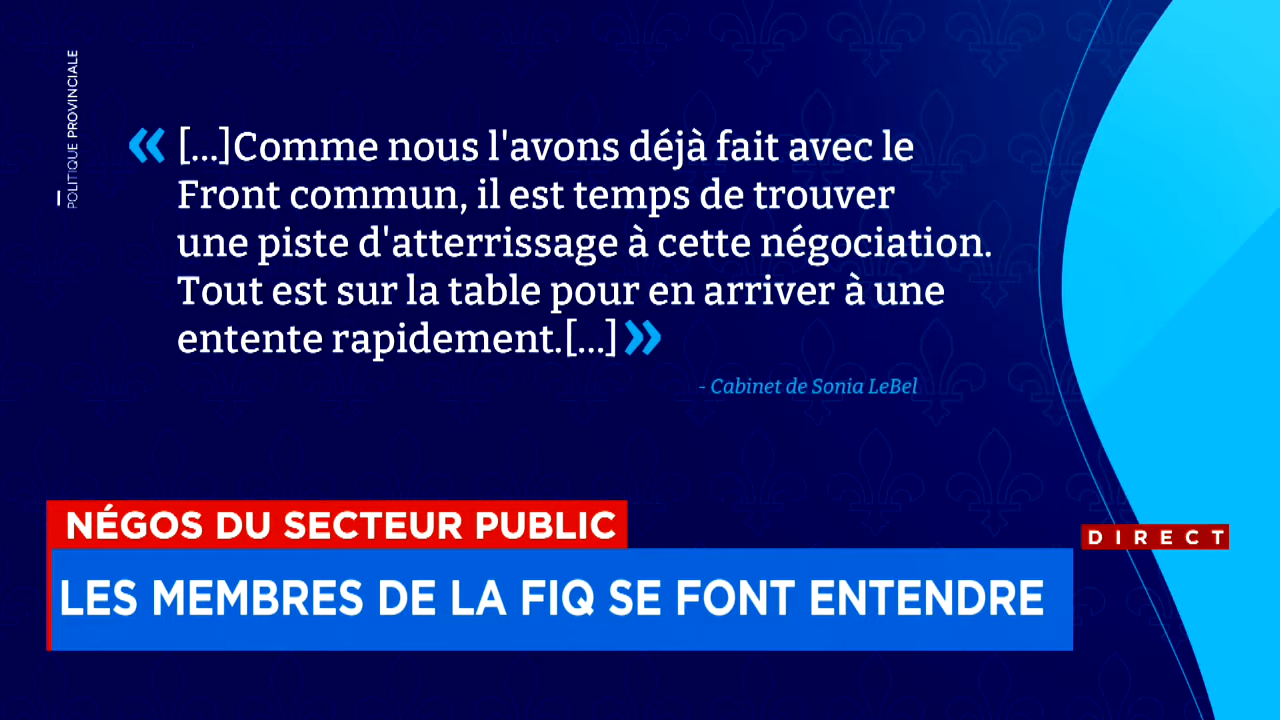 POLITIQUE PROVINCIALE
« [...]Comme nous l'avons déjà fait avec le
Front commun, il est temps de trouver
une piste d'atterrissage à cette négociation.
Tout est sur la table pour en arriver à une
entente rapidement.[...] »
- Cabinet de Sonia LeBel
NÉGOS DU SECTEUR PUBLIC
DIRECT
LES MEMBRES DE LA FIQ SE FONT ENTENDRE